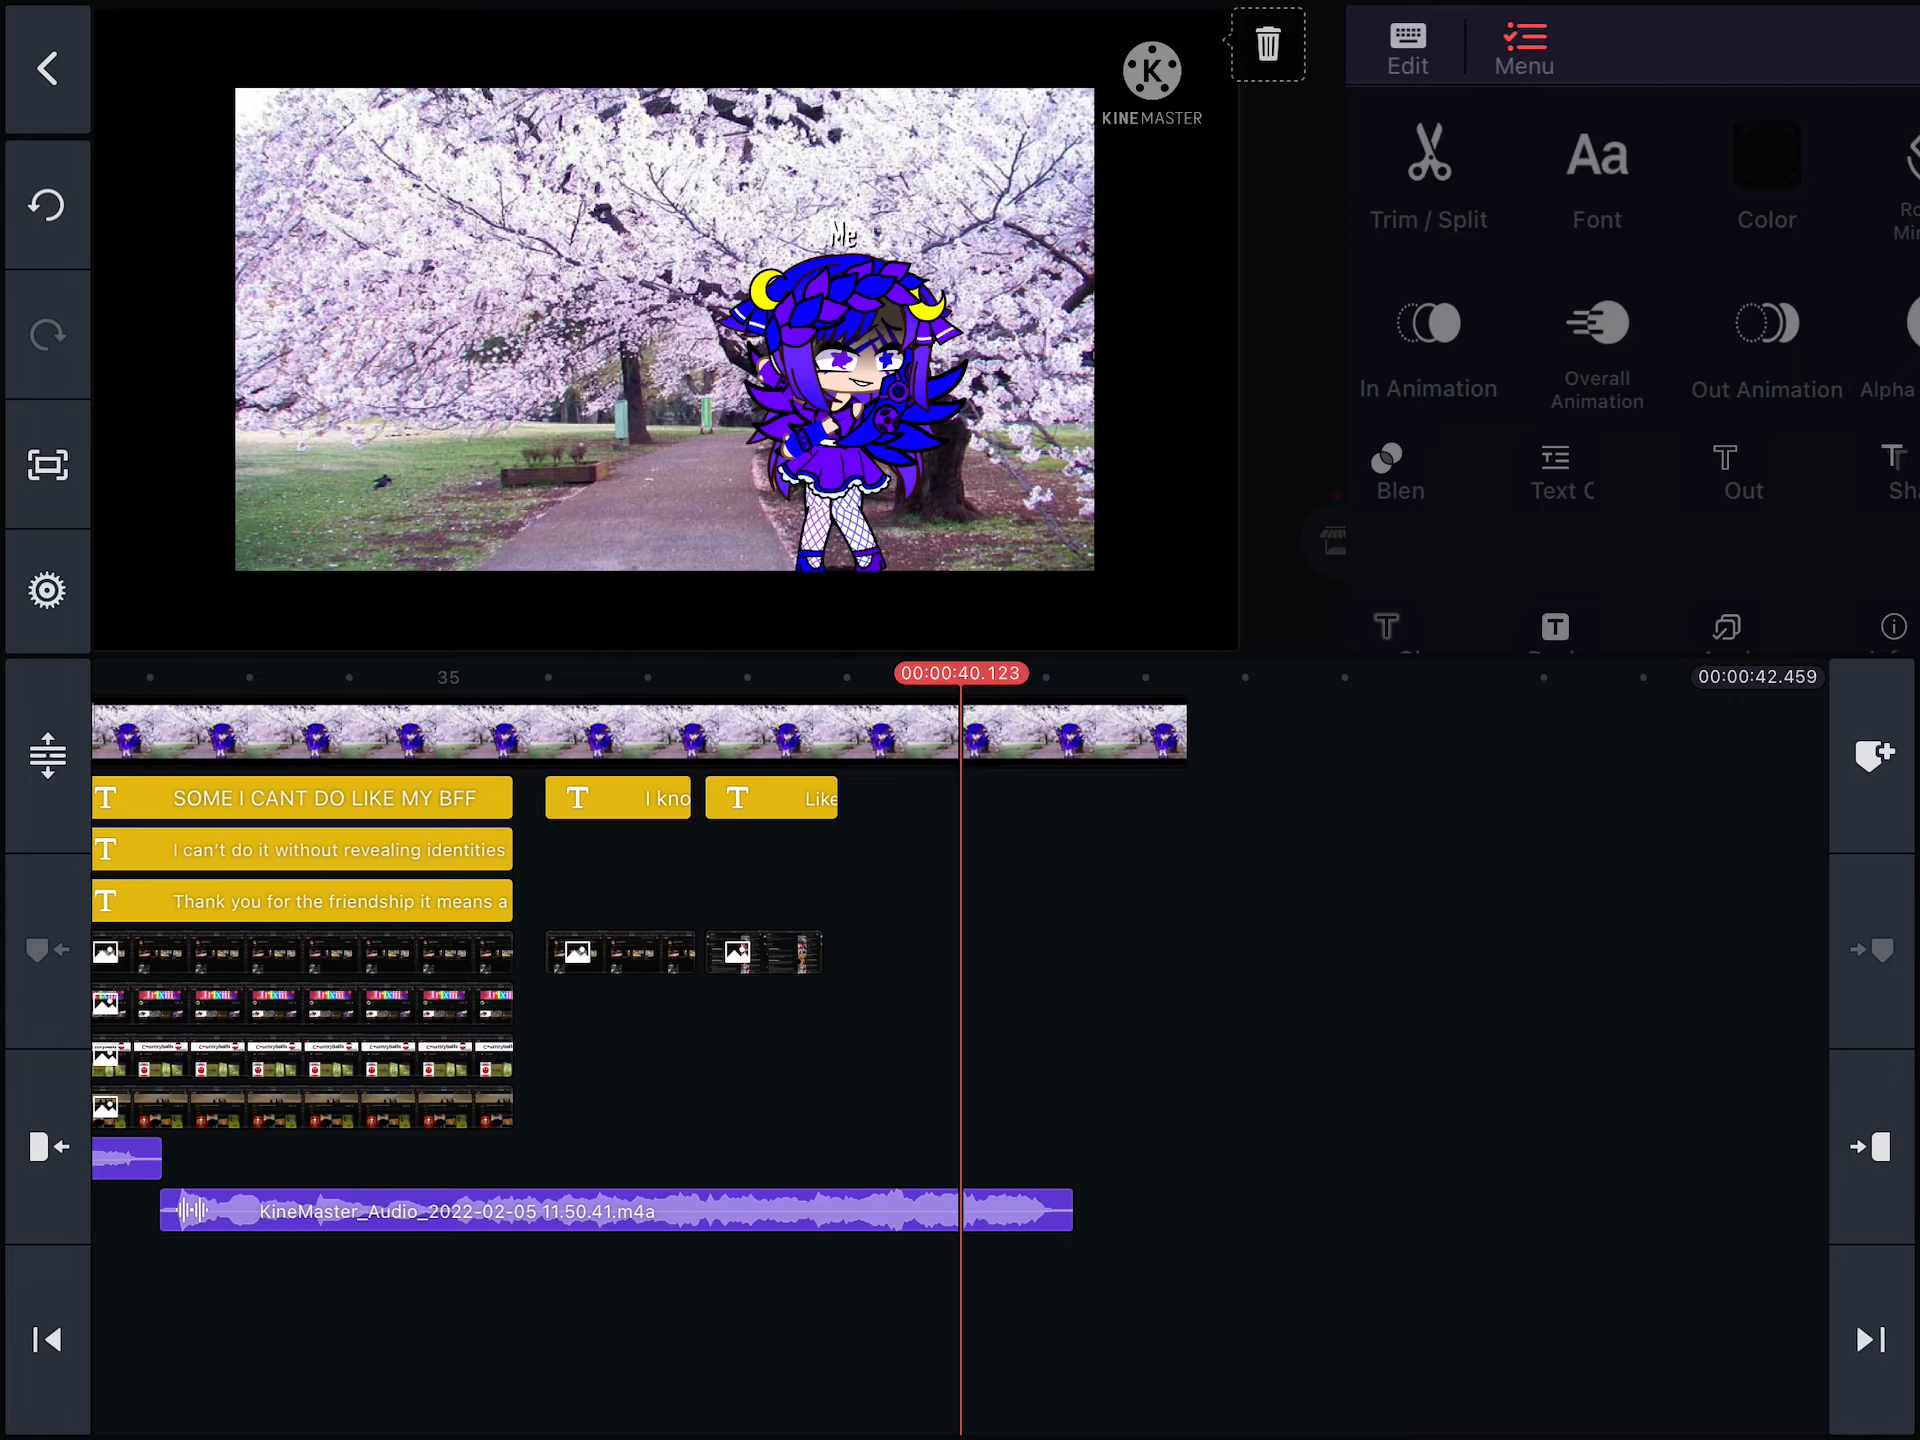 Edit
Menu
K
KINEMASTER
Trim / Split
Aa
Font
Color
Me
In Animation
Overall
Animation
Out Animation
Alpha
Blen
Text C
Out
00:00:40.123
35
00:00:42.459
SOME I CANT DO LIKE MY BFF
I kno
Like
I can't do it without revealing identities
Thank you for the friendship it means a
KineMaster_Audio_2022-02-05 11.50.41.m4a